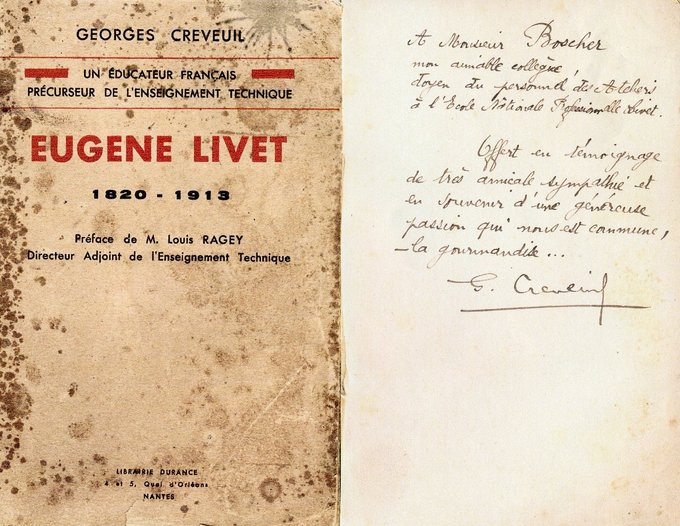 GEORGES CREVEUIL
UN ÉDUCATEUR FRANÇAIS
PRÉCURSEUR DE L'ENSEIGNEMENT TECHNIQUE
EUGENE LIVET
1820 - 1913
Préface de M. Louis RAGEY
Directeur Adjoint de l'Enseignement Technique
LIBRAIRIE DURANCE
4 et 5, Quai d'Orléans
NANTES
A Monsieur Boscher
mon aimable collègue
doyen du personnel des Ateliers
à l'Ecole Nationale Professionnelle Livet.
Offert en témoignage
de très amicale sympathie et
en souvenir d'une généreuse
passion qui nous est commune,
la gourmandise...
G. Creveuil